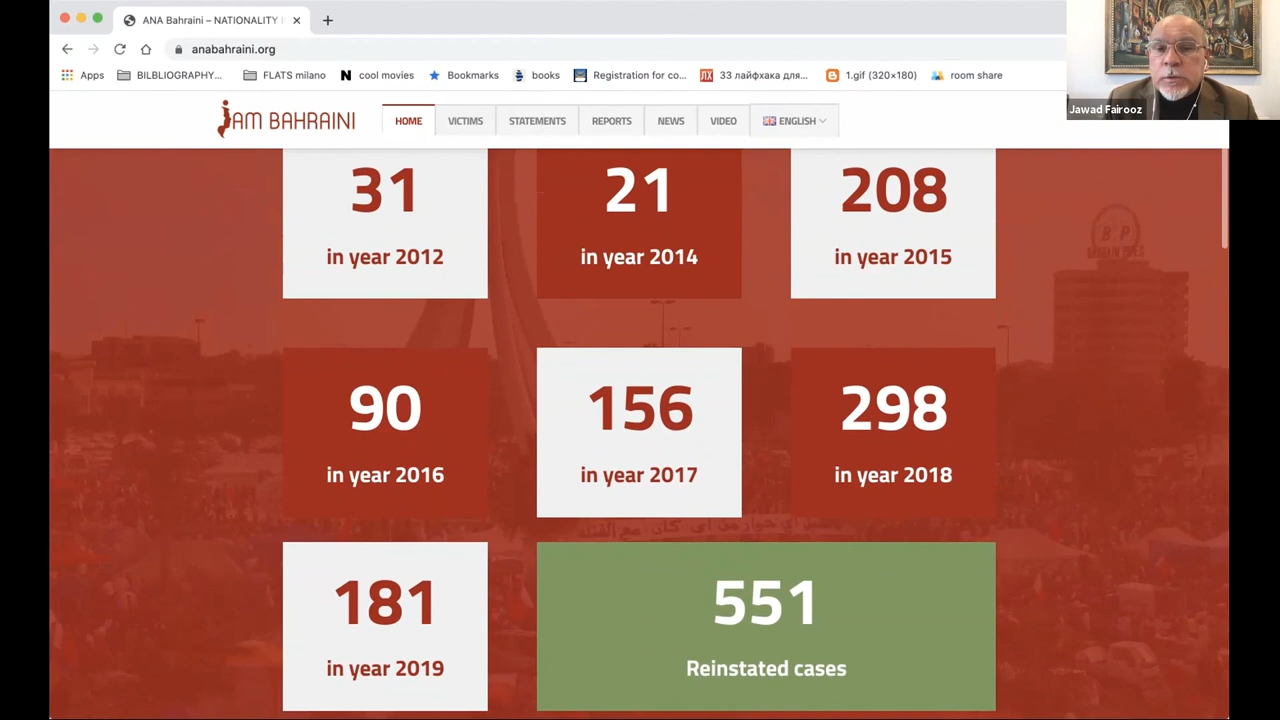 ANA Bahraini – NATIONALITY
anabahraini.org
Apps BILBLIOGRAPHY... FLATS milano cool movies Bookmarks books Registration for co... 33 лайфхака для... 1.gif (320×180) room share
Jawad Fairooz
I AM BAHRAINI HOME VICTIMS STATEMENTS REPORTS NEWS VIDEO ENGLISH
31 21 208
in year 2012 in year 2014 in year 2015
B.P
90 156 298
in year 2016 in year 2017 in year 2018
181 551
in year 2019 Reinstated cases